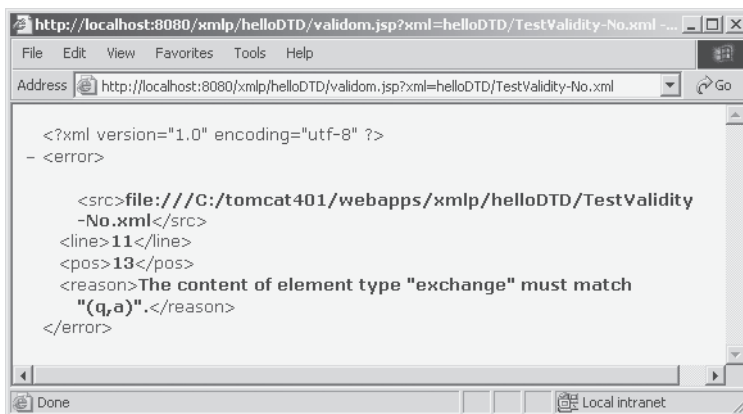 http://localhost:8080/xmlp/helloDTD/validom.jsp?xml=helloDTD/TestValidity-No.xml -...
File Edit View Favorites Tools Help
Address http://localhost:8080/xmlp/helloDTD/validom.jsp?xml=helloDTD/TestValidity-No.xml Go
<?xml version="1.0" encoding="utf-8" ?>
- <error>
<src>file:///C:/tomcat401/webapps/xmlp/helloDTD/TestValidity
-No.xml</src>
<line>11</line>
<pos>13</pos>
<reason>The content of element type "exchange" must match
"(q,a)".</reason>
</error>
Done Local intranet